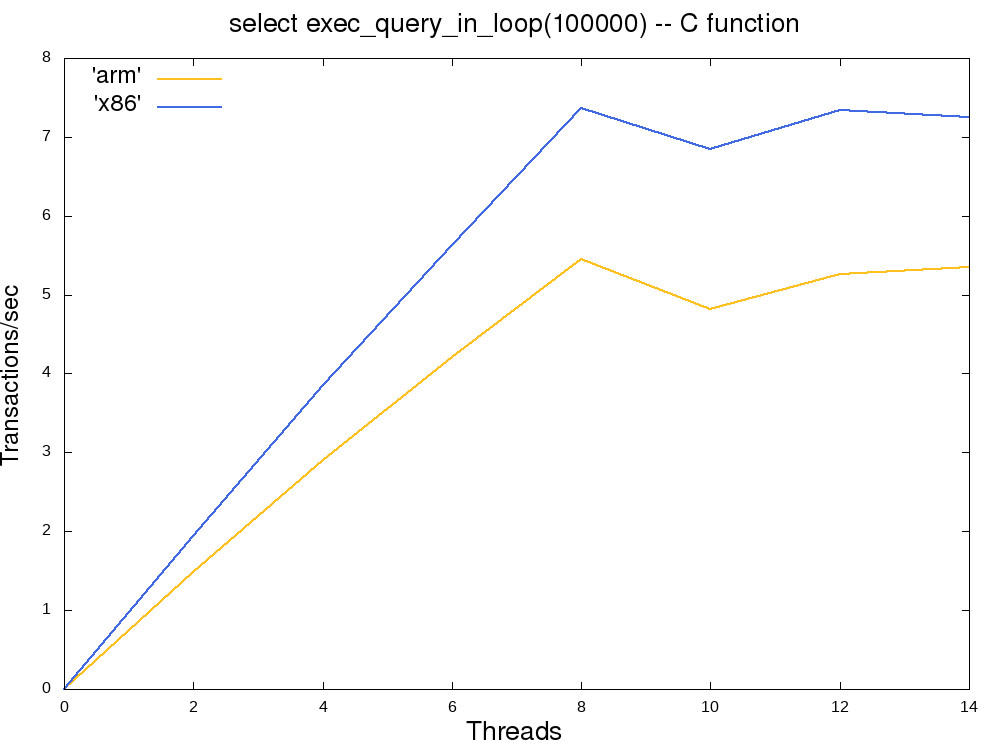 select exec_query_in_loop(100000) -- C function
'arm'
'x86'
8
7
6
5
4
3
2
1
0
Transactions/sec
0 2 4 6 8 10 12 14
Threads